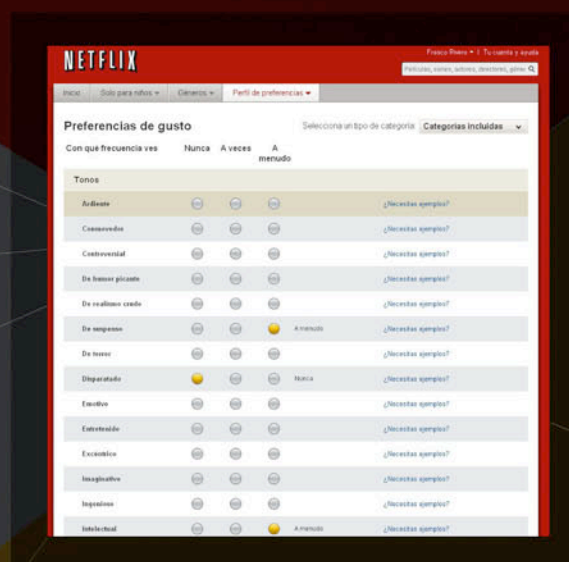 NETFLIX
Franco Rivero ▾ | Tu cuenta y ayuda
Películas, series, actores, directores, géner
Inicio Solo para niños ▾ Géneros ▾ Perfil de preferencias ▾
Preferencias de gusto Selecciona un tipo de categoría: Categorías incluidas
Con qué frecuencia ves Nunca A veces A menudo
Tonos
Ardiente ¿Necesitas ejemplos?
Conmovedor ¿Necesitas ejemplos?
Controversial ¿Necesitas ejemplos?
De humor picante ¿Necesitas ejemplos?
De realismo crudo ¿Necesitas ejemplos?
De suspenso A menudo ¿Necesitas ejemplos?
De terror ¿Necesitas ejemplos?
Disparatado Nunca ¿Necesitas ejemplos?
Emotivo ¿Necesitas ejemplos?
Entretenido ¿Necesitas ejemplos?
Excéntrico ¿Necesitas ejemplos?
Imaginativo ¿Necesitas ejemplos?
Ingenioso ¿Necesitas ejemplos?
Intelectual A menudo ¿Necesitas ejemplos?